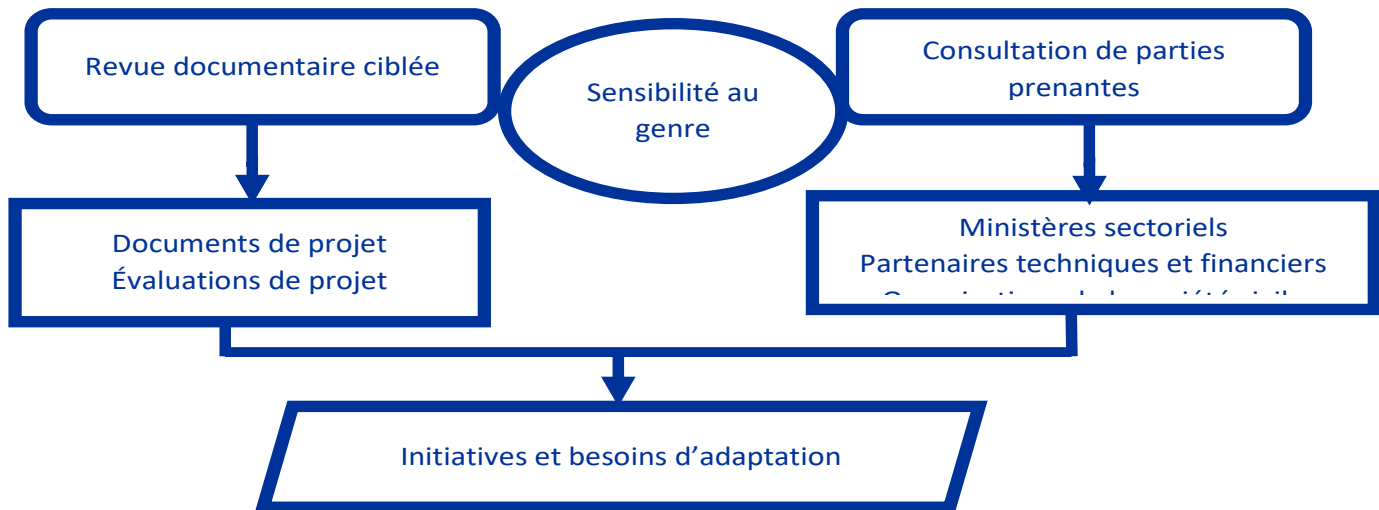 Revue documentaire ciblée
Sensibilité au
genre
Consultation de parties
prenantes
Documents de projet
Évaluations de projet
Ministères sectoriels
Partenaires techniques et financiers
Initiatives et besoins d’adaptation